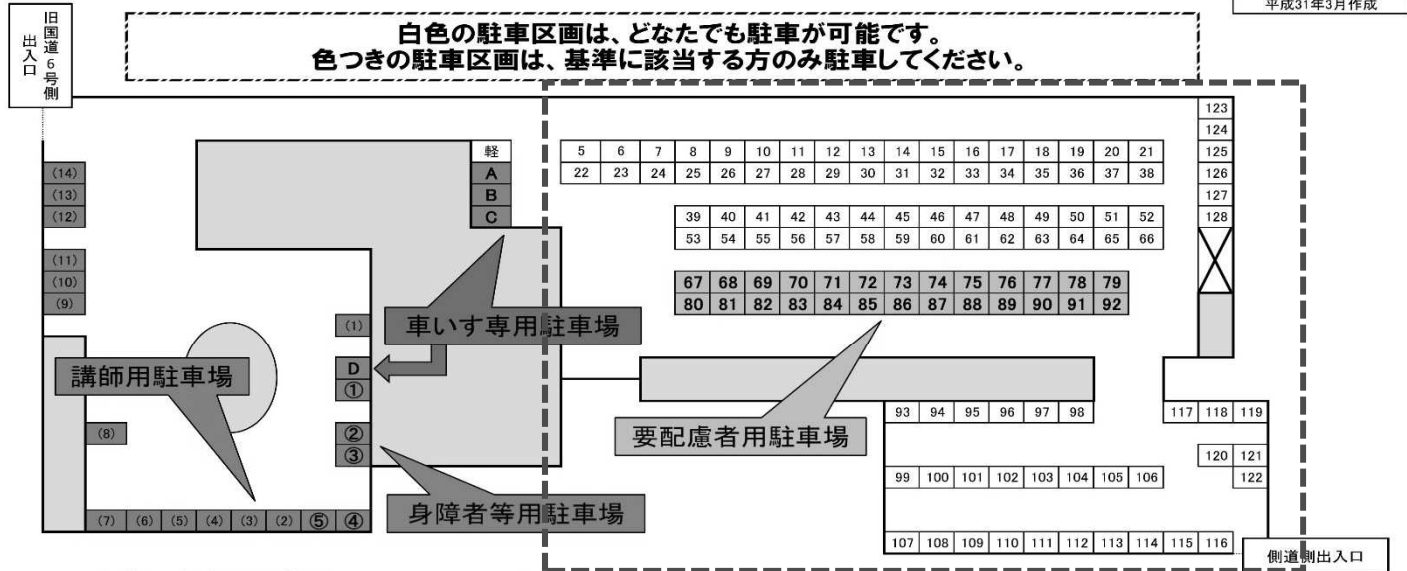 平成31年3月作成
旧国道6号側
出入口
白色の駐車区画は、どなたでも駐車が可能です。
色つきの駐車区画は、基準に該当する方のみ駐車してください。
123
124
軽 5 6 7 8 9 10 11 12 13 14 15 16 17 18 19 20 21 125
(14) A 22 23 24 25 26 27 28 29 30 31 32 33 34 35 36 37 38 126
(13) B 127
(12) C 39 40 41 42 43 44 45 46 47 48 49 50 51 52 128
53 54 55 56 57 58 59 60 61 62 63 64 65 66
(11)
(10) 67 68 69 70 71 72 73 74 75 76 77 78 79
(9) 80 81 82 83 84 85 86 87 88 89 90 91 92
(1) 車いす専用駐車場
D
講師用駐車場
①
93 94 95 96 97 98 117 118 119
(8) ② 要配慮者用駐車場
③ 120 121
99 100 101 102 103 104 105 106 122
身障者等用駐車場
(7) (6) (5) (4) (3) (2) ⑤ ④
107 108 109 110 111 112 113 114 115 116
側道側出入口